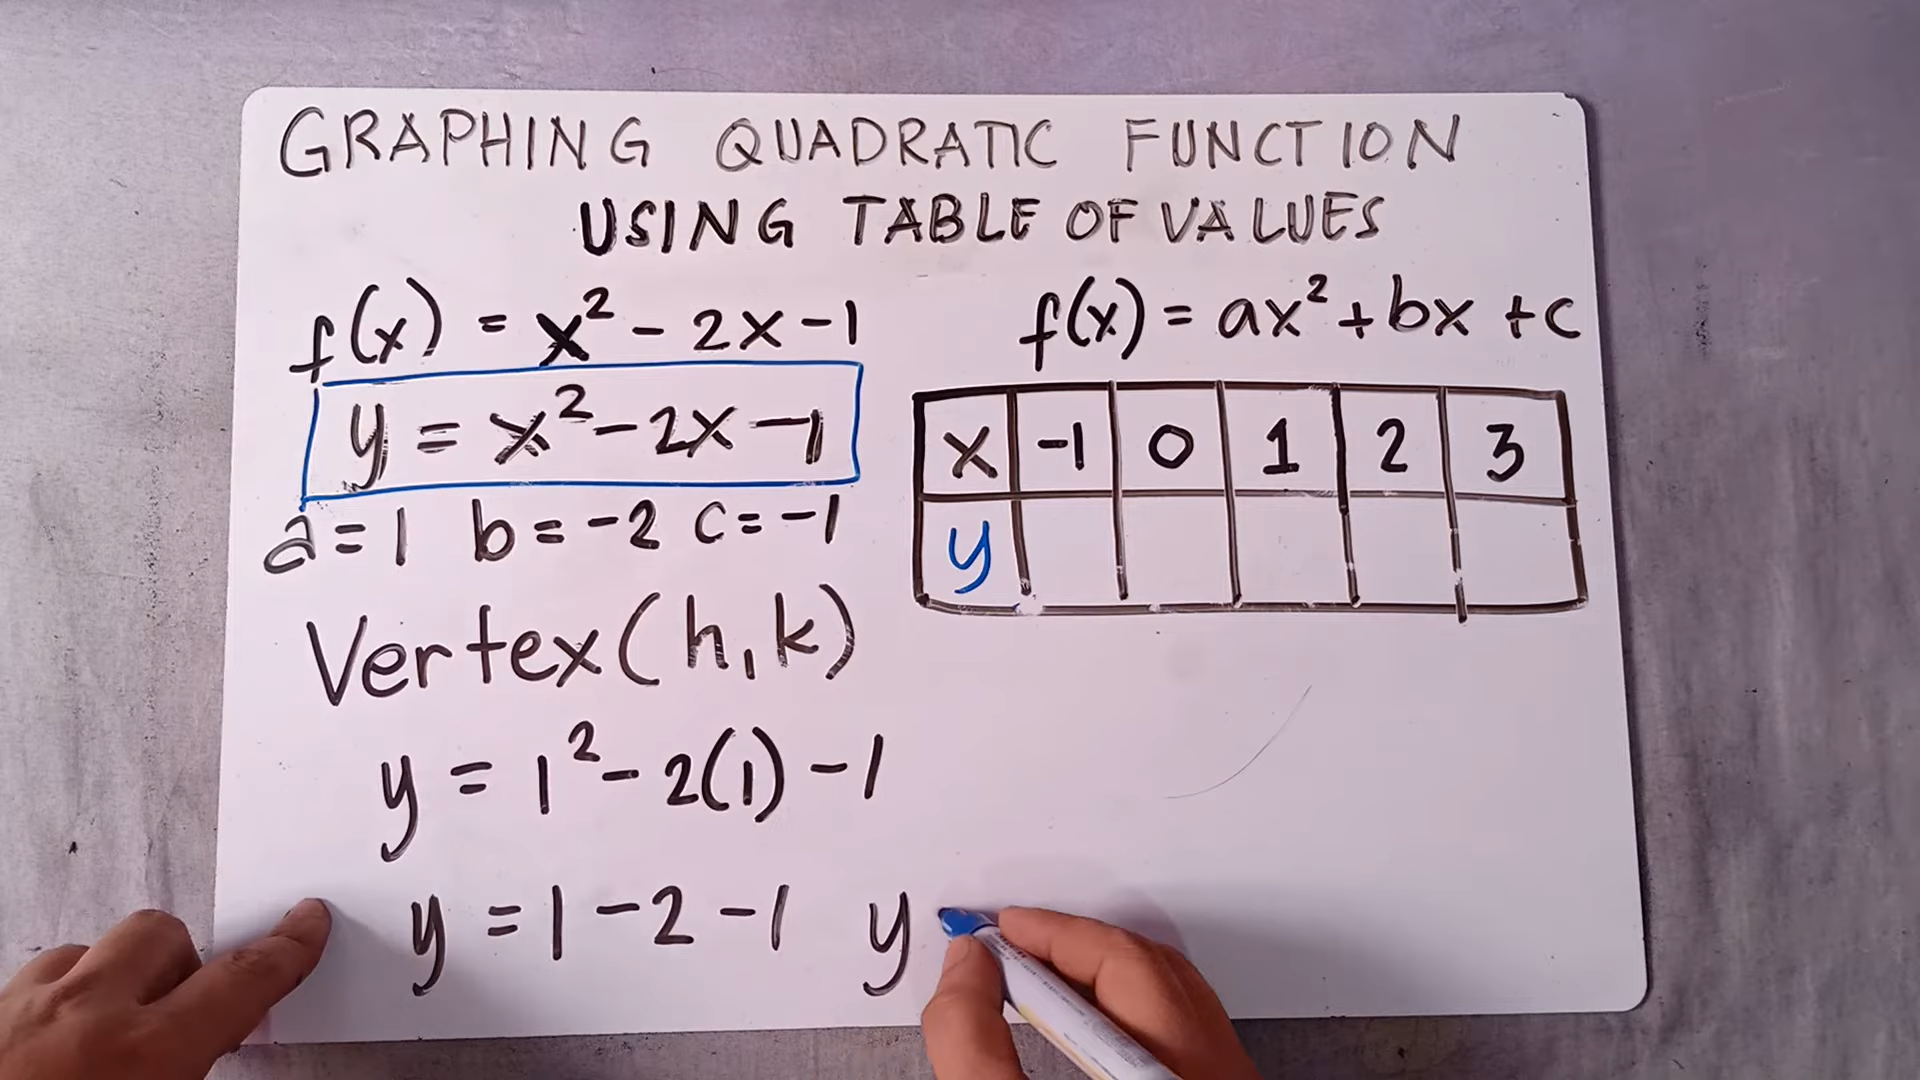 GRAPHING QUADRATIC FUNCTION
USING TABLE OF VALUES
f(x) = x² - 2x - 1
y = x² - 2x - 1
a = 1 b = -2 c = -1
Vertex (h, k)
y = 1² - 2(1) - 1
y = 1 - 2 - 1 y
f(x) = ax² + bx + c
x -1 0 1 2 3
y